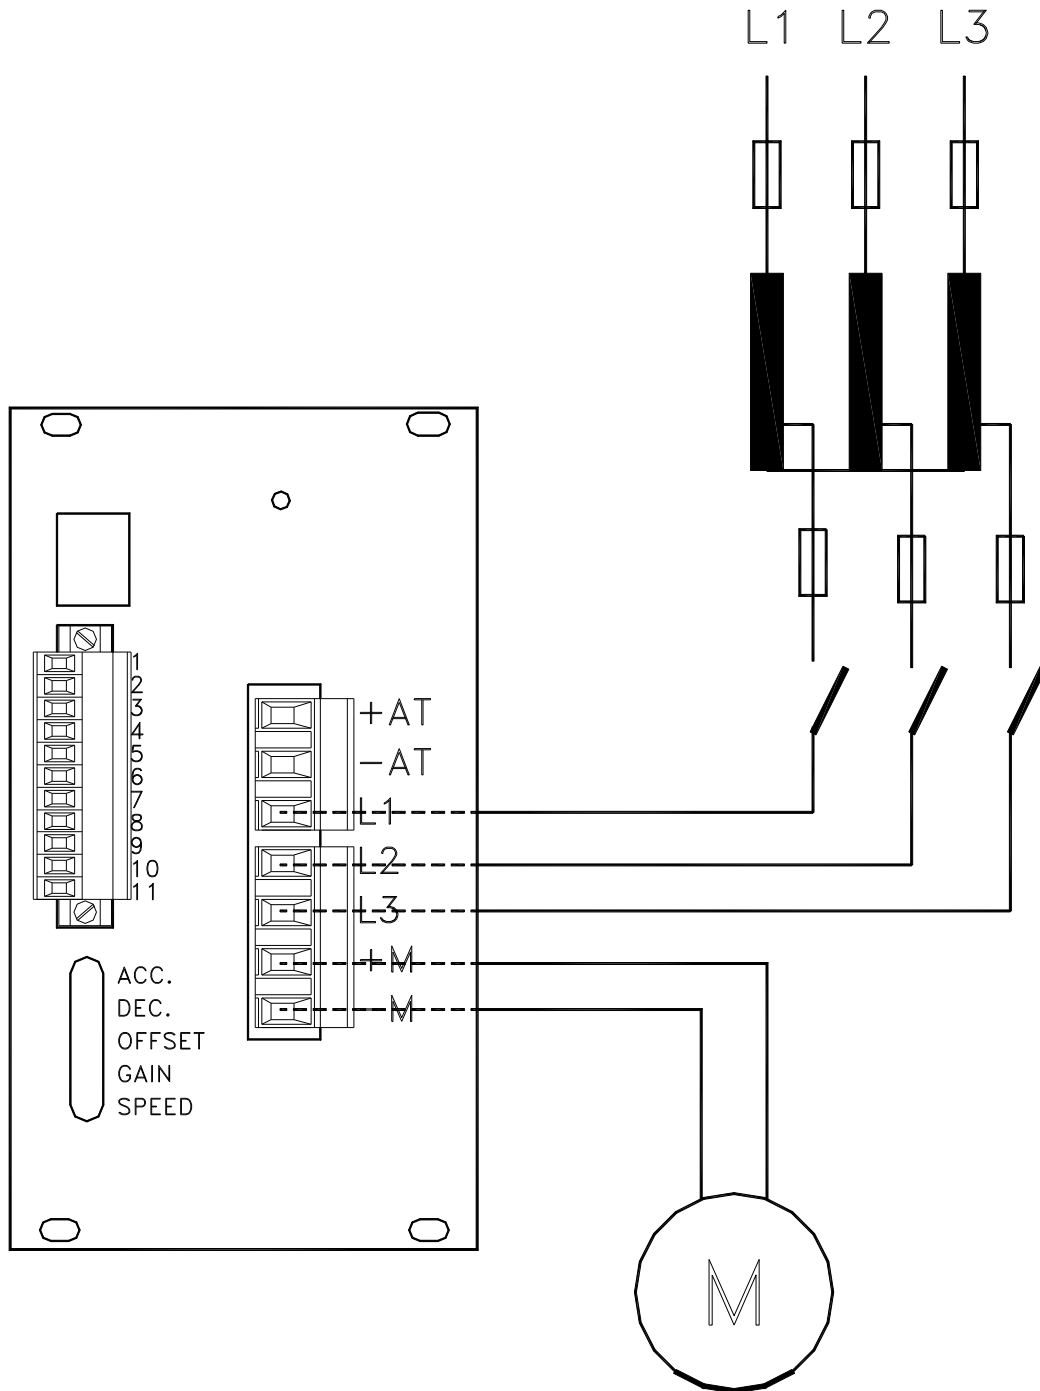 L1 L2 L3
1
2
3
4
5
6
7
8
9
10
11
+AT
-AT
L1
L2
L3
+M
-M
ACC.
DEC.
OFFSET
GAIN
SPEED
M